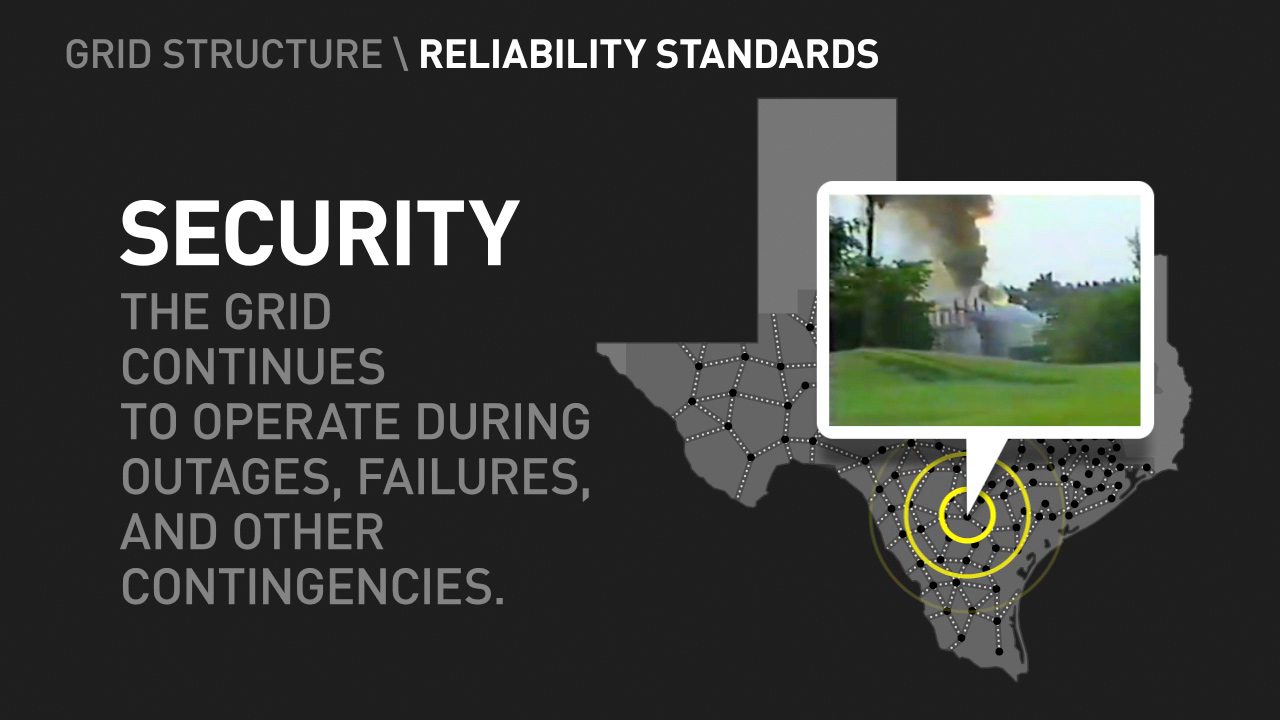 GRID STRUCTURE \ RELIABILITY STANDARDS
SECURITY
THE GRID
CONTINUES
TO OPERATE DURING
OUTAGES, FAILURES,
AND OTHER
CONTINGENCIES.